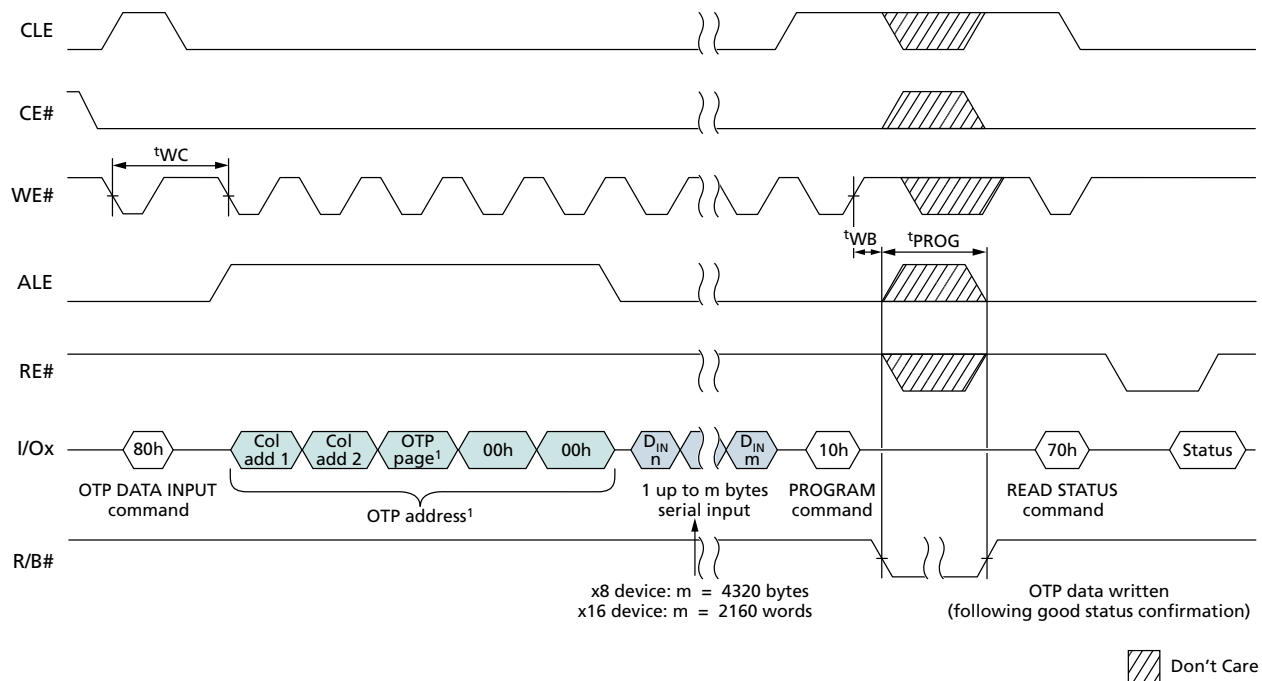 CLE
CE#
tWC
WE#
tWB
tPROG
ALE
RE#
I/Ox
80h
Col
add 1
Col
add 2
OTP
page1
00h
00h
DIN
n
DIN
m
10h
70h
Status
OTP DATA INPUT
command
OTP address1
1 up to m bytes
serial input
PROGRAM
command
READ STATUS
command
R/B#
x8 device: m = 4320 bytes
x16 device: m = 2160 words
OTP data written
(following good status confirmation)
Don't Care